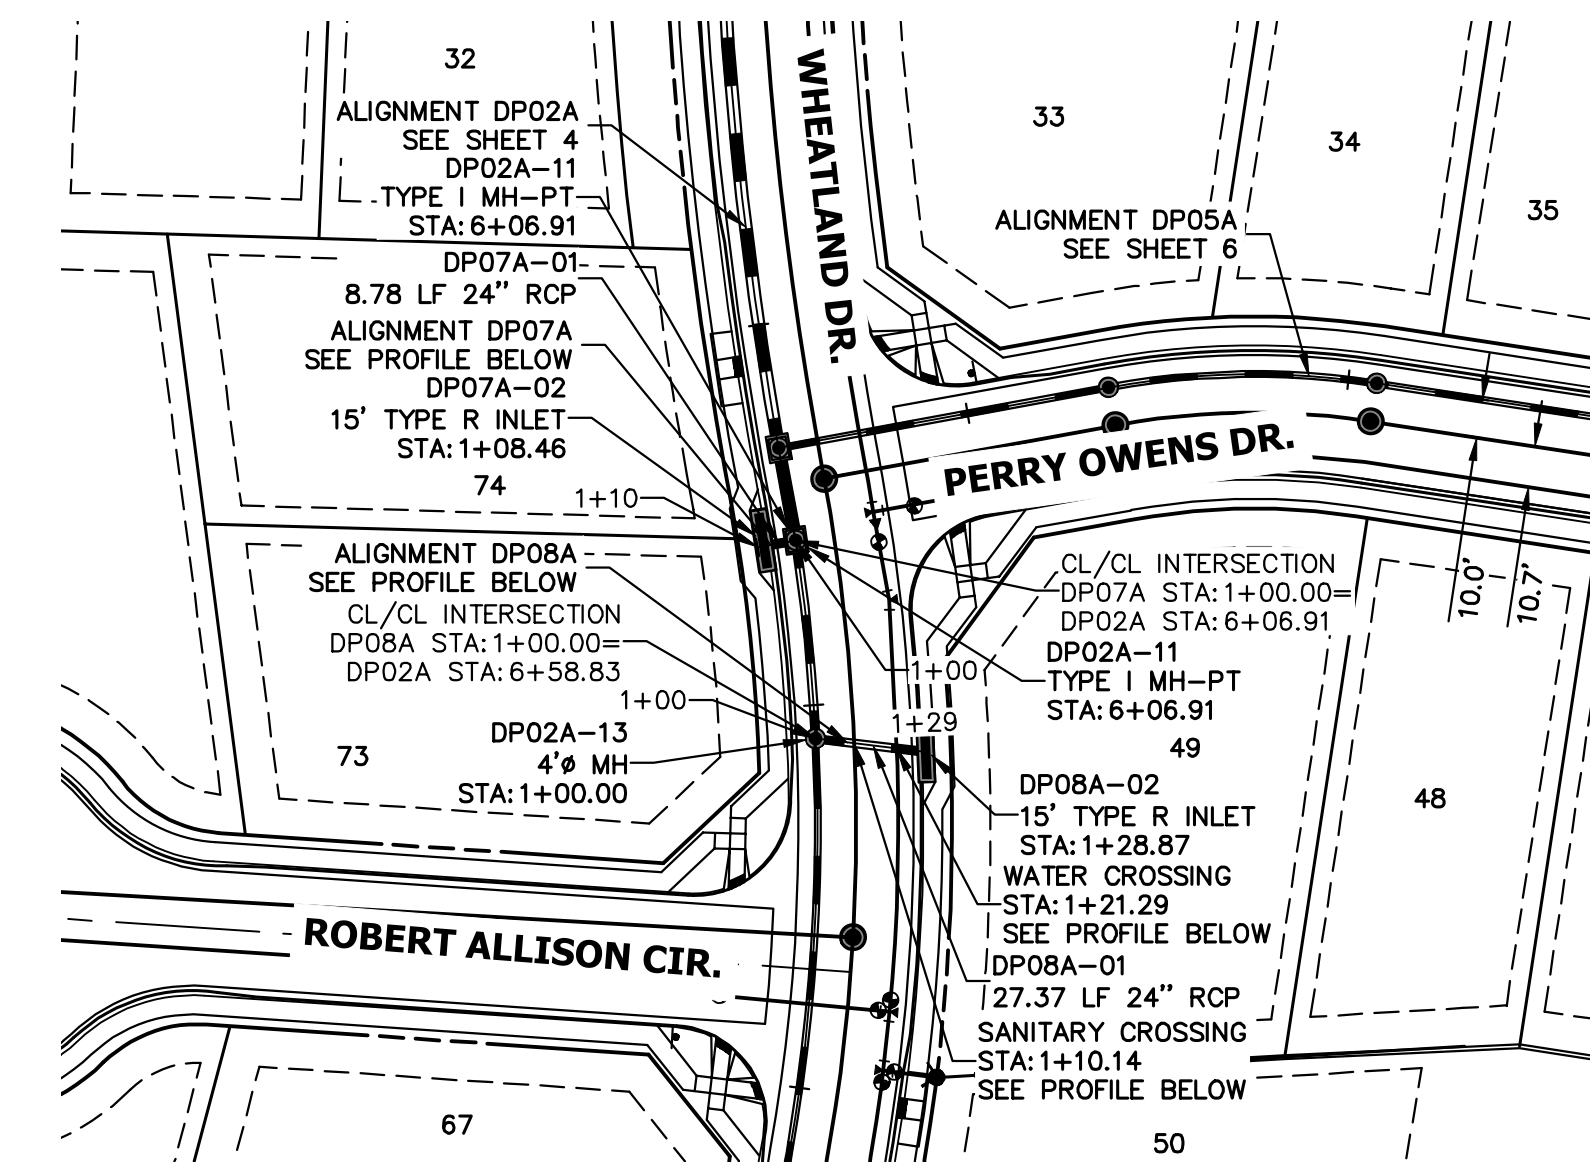 32
ALIGNMENT DP02A
SEE SHEET 4
DP02A-11
TYPE I MH-PT
STA:6+06.91
DP07A-01
8.78 LF 24" RCP
ALIGNMENT DP07A
SEE PROFILE BELOW
DP07A-02
15' TYPE R INLET
STA:1+08.46
74
1+10
ALIGNMENT DP08A
SEE PROFILE BELOW
CL/CL INTERSECTION
DP08A STA:1+00.00=
DP02A STA:6+58.83
1+00
DP02A-13
4'ø MH
STA:1+00.00
73
ROBERT ALLISON CIR.
67
WHEATLAND DR.
33
34
35
ALIGNMENT DP05A
SEE SHEET 6
PERRY OWENS DR.
10.0'
10.7'
CL/CL INTERSECTION
DP07A STA:1+00.00=
DP02A STA:6+06.91
1+00
DP02A-11
TYPE I MH-PT
STA:6+06.91
1+29
49
48
DP08A-02
15' TYPE R INLET
STA:1+28.87
WATER CROSSING
STA:1+21.29
SEE PROFILE BELOW
DP08A-01
27.37 LF 24" RCP
SANITARY CROSSING
STA:1+10.14
SEE PROFILE BELOW
50